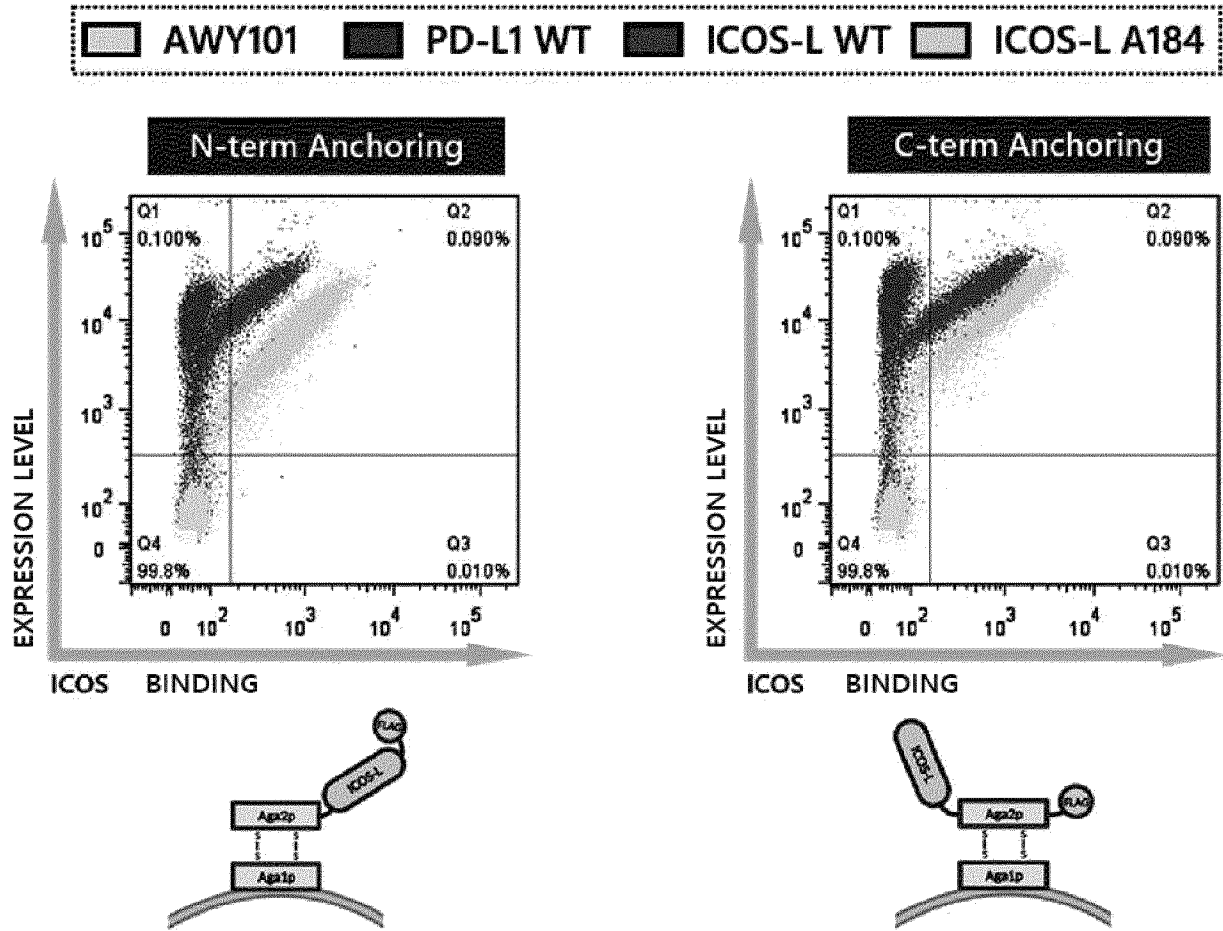 AWY101 PD-L1 WT ICOS-L WT ICOS-L A184
N-term Anchoring
EXPRESSION LEVEL
Q1
0.100%
Q2
0.090%
Q4
99.8%
Q3
0.010%
10^5
10^4
10^3
10^2
0
0 10^2 10^3 10^4 10^5
ICOS BINDING
FLAG
ICOS-L
Aga2p
S S
S S
Aga1p
C-term Anchoring
EXPRESSION LEVEL
Q1
0.100%
Q2
0.090%
Q4
99.8%
Q3
0.010%
10^5
10^4
10^3
10^2
0
0 10^2 10^3 10^4 10^5
ICOS BINDING
ICOS-L
Aga2p
FLAG
S S
S S
Aga1p